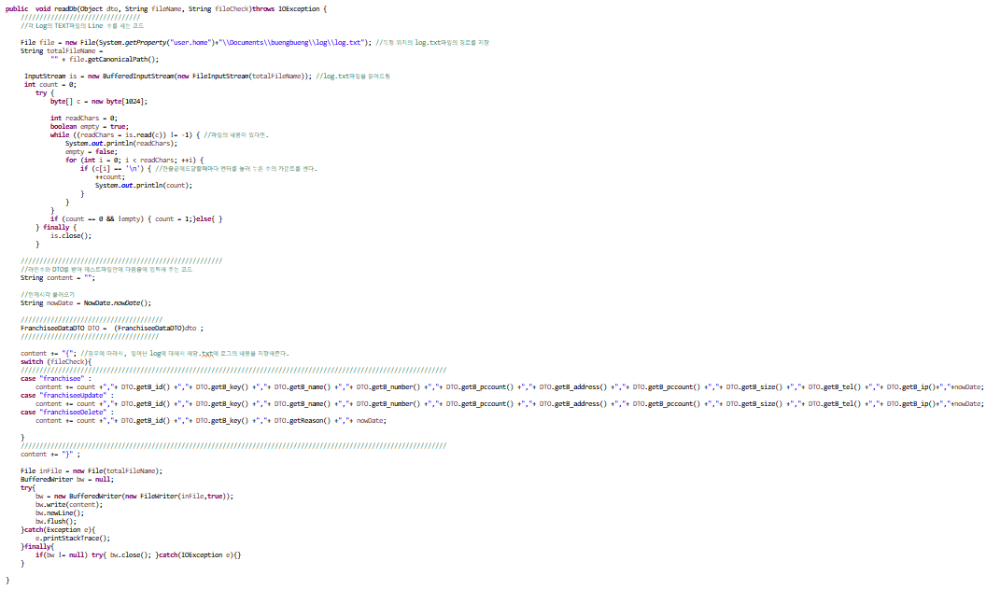 public void readDb(Object dto, String fileName, String fileCheck)throws IOException {
////////////////////////////////
//각 Log의 TEXT파일의 Line 수를 세는 코드
File file = new File(System.getProperty("user.home")+"\\Documents\\buengbueng\\log\\log.txt"); //특정 위치의 log.txt파일의 경로를 저장
String totalFileName =
"" + file.getCanonicalPath();
InputStream is = new BufferedInputStream(new FileInputStream(totalFileName)); //log.txt파일을 읽어드림
int count = 0;
try {
byte[] c = new byte[1024];
int readChars = 0;
boolean empty = true;
while ((readChars = is.read(c)) != -1) { //파일의 내용이 있다면.
System.out.println(readChars);
empty = false;
for (int i = 0; i < readChars; ++i) {
if (c[i] == '\n') { //한줄끝에도달할때마다 엔터를 눌러 누른 수의 카운트를 센다.
++count;
System.out.println(count);
}
}
}
if (count == 0 && !empty) { count = 1;}else{ }
} finally {
is.close();
}
//////////////////////////////////////////////////////
//라인수와 DTO를 받아 텍스트파일안에 다음줄에 입력해 주는 코드
String content = "";
//현재시각 불러오기
String nowDate = NowDate.nowDate();
//////////////////////////////////////
FranchiseeDataDTO DTO = (FranchiseeDataDTO)dto ;
/////////////////////////////////////
content += "{"; //경우에 따라서, 일어난 log에 대해서 해당.txt에 로그의 내용을 저장해준다.
switch (fileCheck){
//////////////////////////////////////////////////////////////////////////////////////////////////////////////////
case "franchisee" :
content += count +","+ DTO.getB_id() +","+ DTO.getB_key() +","+ DTO.getB_name() +","+ DTO.getB_number() +","+ DTO.getB_pccount() +","+ DTO.getB_address() +","+ DTO.getB_pccount() +","+ DTO.getB_size() +","+ DTO.getB_tel() +","+ DTO.getB_ip()+","+nowDate;
case "franchiseeUpdate" :
content += count +","+ DTO.getB_id() +","+ DTO.getB_key() +","+ DTO.getB_name() +","+ DTO.getB_number() +","+ DTO.getB_pccount() +","+ DTO.getB_address() +","+ DTO.getB_pccount() +","+ DTO.getB_size() +","+ DTO.getB_tel() +","+ DTO.getB_ip()+","+nowDate;
case "franchiseeDelete" :
content += count +","+ DTO.getB_id() +","+ DTO.getB_key() +","+ DTO.getReason() +","+ nowDate;
}
//////////////////////////////////////////////////////////////////////////////////////////////////////////////////
content += "}" ;
File inFile = new File(totalFileName);
BufferedWriter bw = null;
try{
bw = new BufferedWriter(new FileWriter(inFile,true));
bw.write(content);
bw.newLine();
bw.flush();
}catch(Exception e){
e.printStackTrace();
}finally{
if(bw != null) try{ bw.close(); }catch(IOException e){}
}
}